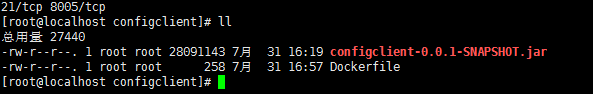 21/tcp 8005/tcp
[root@localhost configclient]# ll
总用量 27440
-rw-r--r--. 1 root root 28091143 7月  31 16:19 configclient-0.0.1-SNAPSHOT.jar
-rw-r--r--. 1 root root      258 7月  31 16:57 Dockerfile
[root@localhost configclient]#